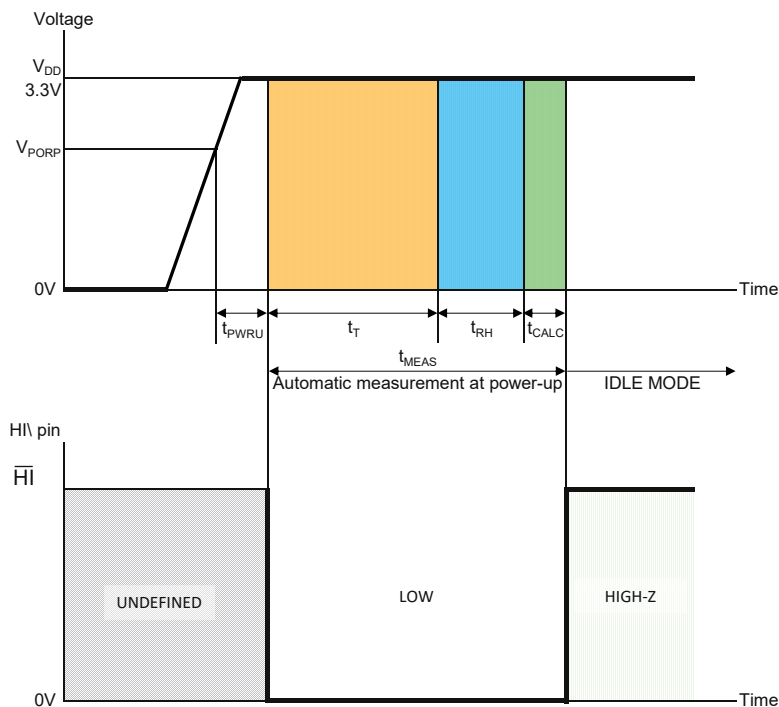 Voltage
VDD
3.3V
VPORP
0V
Time
tPWRU
tT
tRH
tCALC
tMEAS
Automatic measurement at power-up
IDLE MODE
HI\ pin
H̅I̅
UNDEFINED
LOW
HIGH-Z
0V
Time